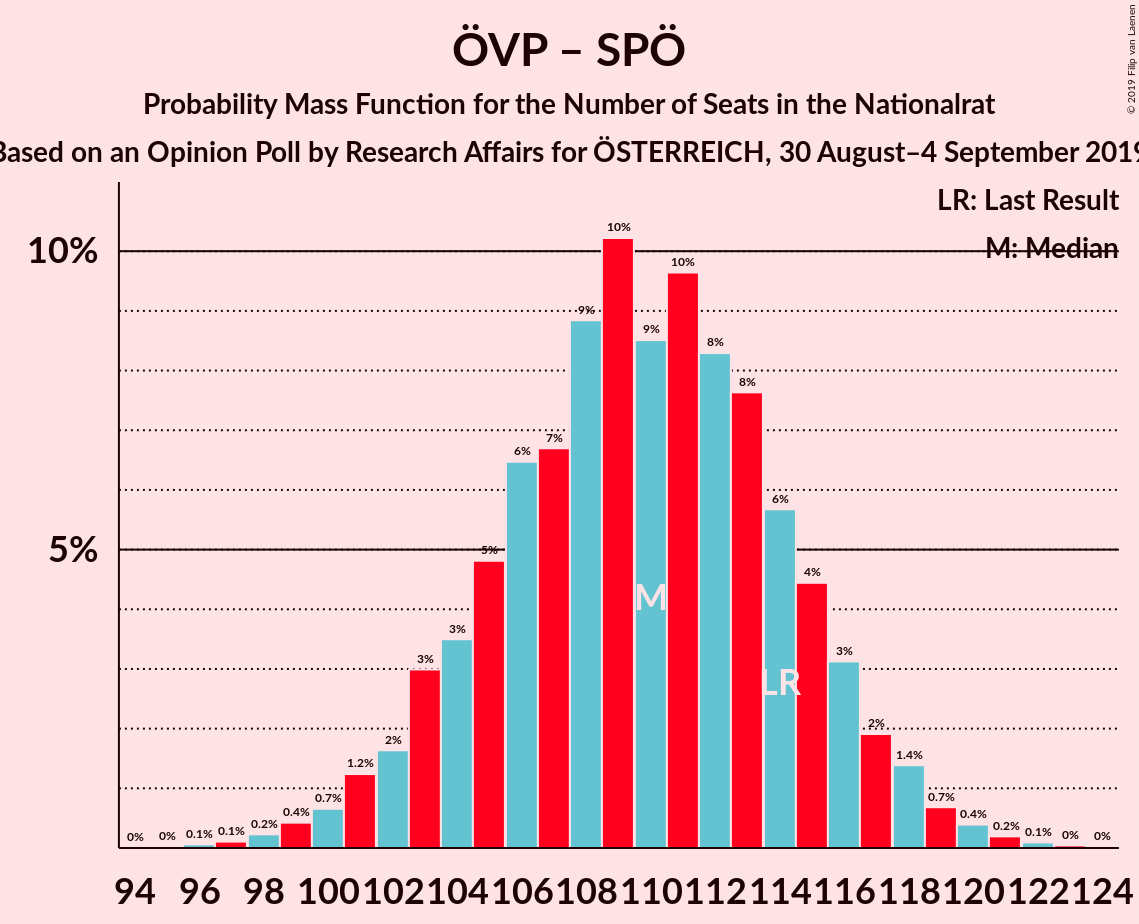 ÖVP – SPÖ
Probability Mass Function for the Number of Seats in the Nationalrat
Based on an Opinion Poll by Research Affairs for ÖSTERREICH, 30 August–4 September 2019
© 2019 Filip van Laenen
LR: Last Result
M: Median
10%
5%
0% 0% 0.1% 0.1% 0.2% 0.4% 0.7% 1.2% 2% 3% 3% 5% 6% 7% 9% 10% 9% 10% 8% 8% 6% 4% 3% 2% 1.4% 0.7% 0.4% 0.2% 0.1% 0% 0%
M
LR
94 96 98 100 102 104 106 108 110 112 114 116 118 120 122 124